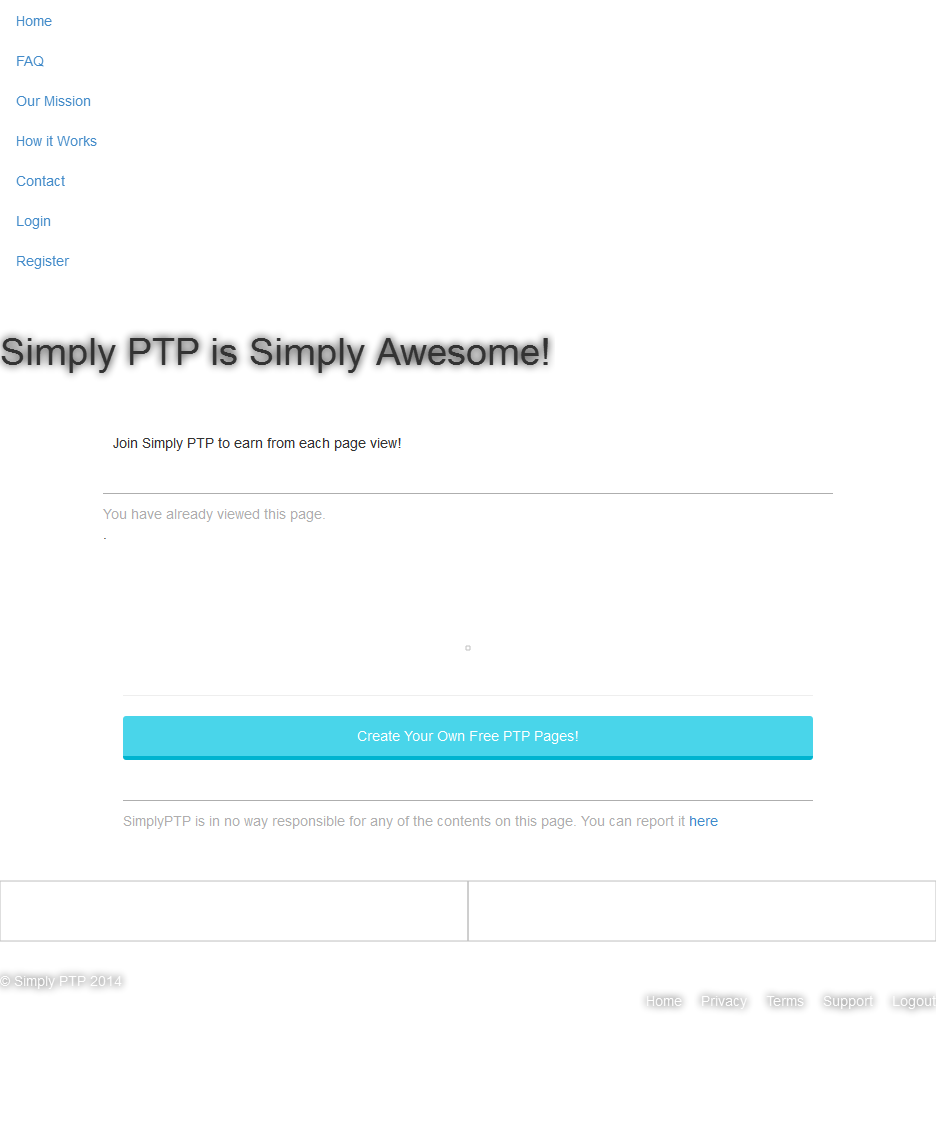 Home
FAQ
Our Mission
How it Works
Contact
Login
Register
Simply PTP is Simply Awesome!
Join Simply PTP to earn from each page view!
You have already viewed this page.
.
Create Your Own Free PTP Pages!
SimplyPTP is in no way responsible for any of the contents on this page. You can report it here
© Simply PTP 2014
Home Privacy Terms Support Logout